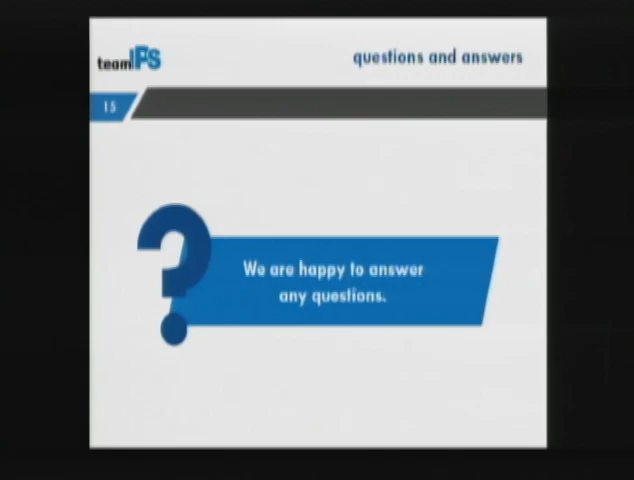 teamIPS
questions and answers
15
?
We are happy to answer
any questions.